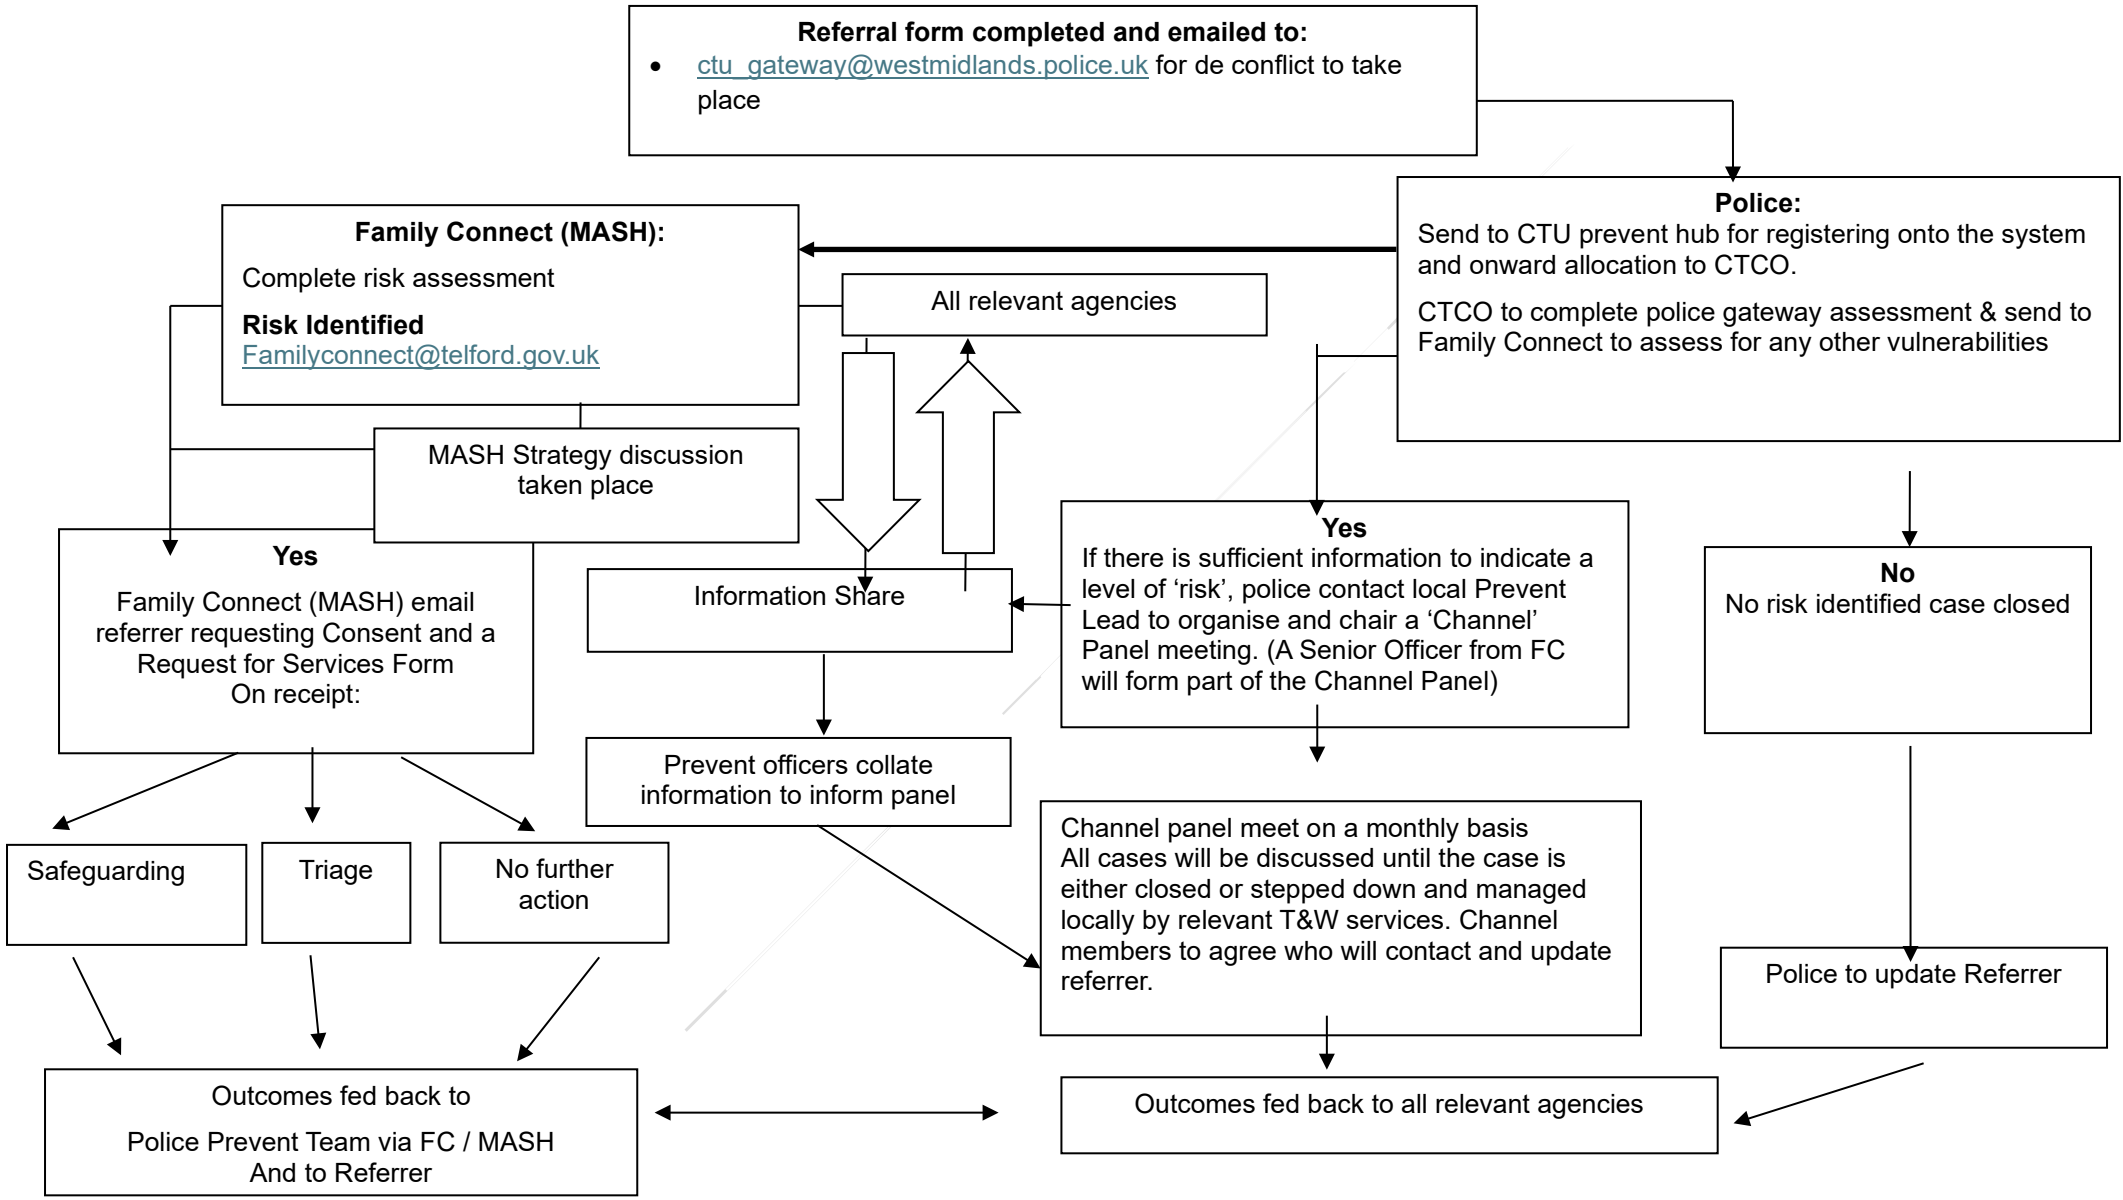 Referral form completed and emailed to:
• ctu_gateway@westmidlands.police.uk for de conflict to take
place
Police:
Send to CTU prevent hub for registering onto the system
and onward allocation to CTCO.
CTCO to complete police gateway assessment & send to
Family Connect to assess for any other vulnerabilities
Family Connect (MASH):
Complete risk assessment
Risk Identified
Familyconnect@telford.gov.uk
All relevant agencies
MASH Strategy discussion
taken place
Yes
Family Connect (MASH) email
referrer requesting Consent and a
Request for Services Form
On receipt:
Information Share
Yes
If there is sufficient information to indicate a
level of ‘risk’, police contact local Prevent
Lead to organise and chair a ‘Channel’
Panel meeting. (A Senior Officer from FC
will form part of the Channel Panel)
No
No risk identified case closed
Prevent officers collate
information to inform panel
Safeguarding
Triage
No further
action
Channel panel meet on a monthly basis
All cases will be discussed until the case is
either closed or stepped down and managed
locally by relevant T&W services. Channel
members to agree who will contact and update
referrer.
Police to update Referrer
Outcomes fed back to
Police Prevent Team via FC / MASH
And to Referrer
Outcomes fed back to all relevant agencies